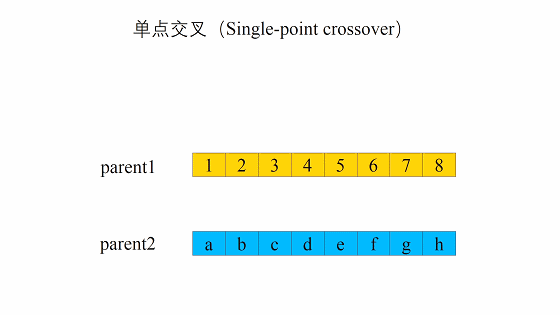 单点交叉（Single-point crossover）
parent1 1 2 3 4 5 6 7 8
parent2 a b c d e f g h